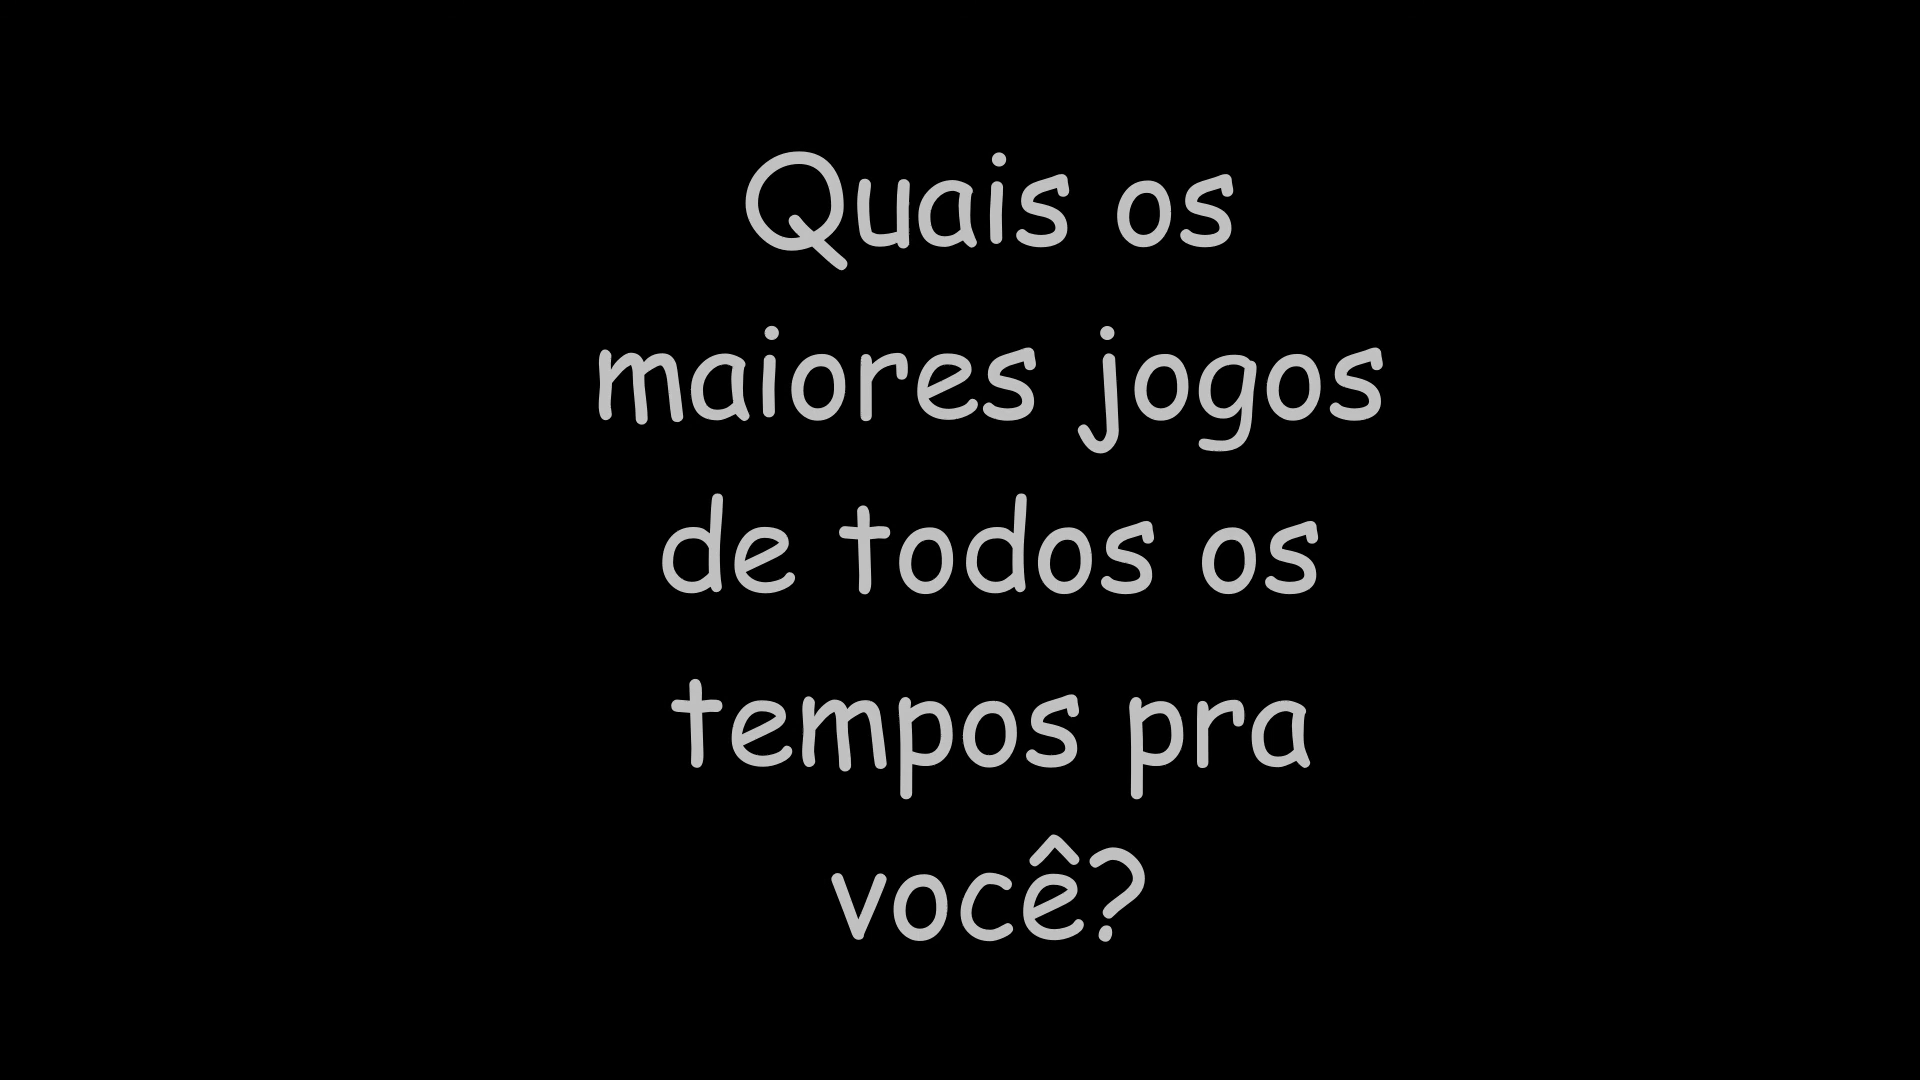 Quais os
maiores jogos
de todos os
tempos pra
você?